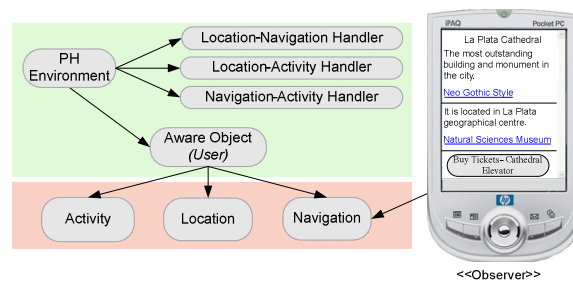 PH
Environment
Location-Navigation Handler
Location-Activity Handler
Navigation-Activity Handler
Aware Object
(User)
Activity
Location
Navigation
iPAQ
Pocket PC
La Plata Cathedral
The most outstanding
building and monument in
the city.
Neo Gothic Style
It is located in La Plata
geographical centre.
Natural Sciences Museum
Buy Tickets- Cathedral
Elevator
hp
<<Observer>>